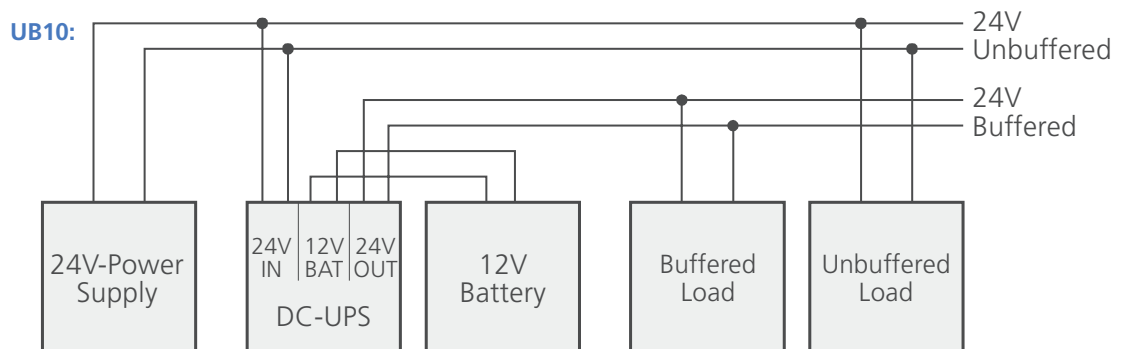 UB10:
24V
Unbuffered
24V
Buffered
24V-Power
Supply
24V
IN
12V
BAT
24V
OUT
DC-UPS
12V
Battery
Buffered
Load
Unbuffered
Load